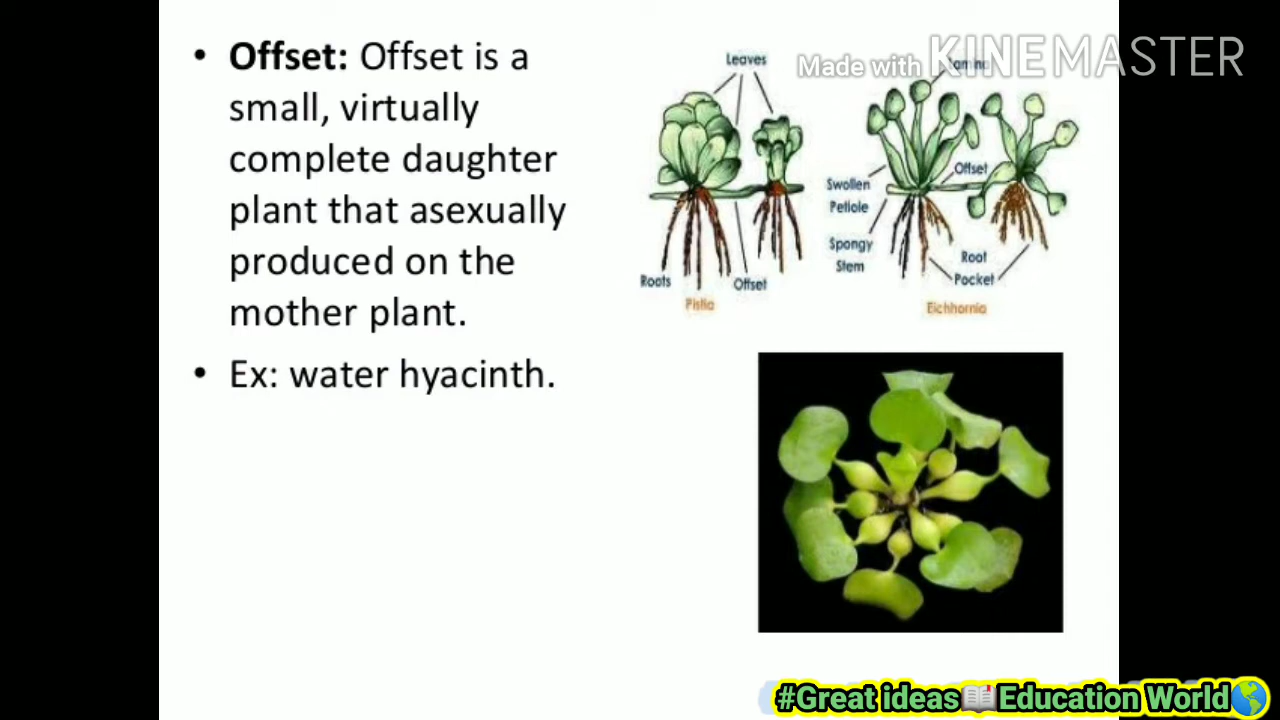 • Offset: Offset is a
small, virtually
complete daughter
plant that asexually
produced on the
mother plant.
• Ex: water hyacinth.
Made with KINEMASTER
Leaves
Roots
Offset
Pistia
Offset
Swollen
Petiole
Spongy
Stem
Root
Pocket
Eichhornia
#Great ideas📖Education World🌎